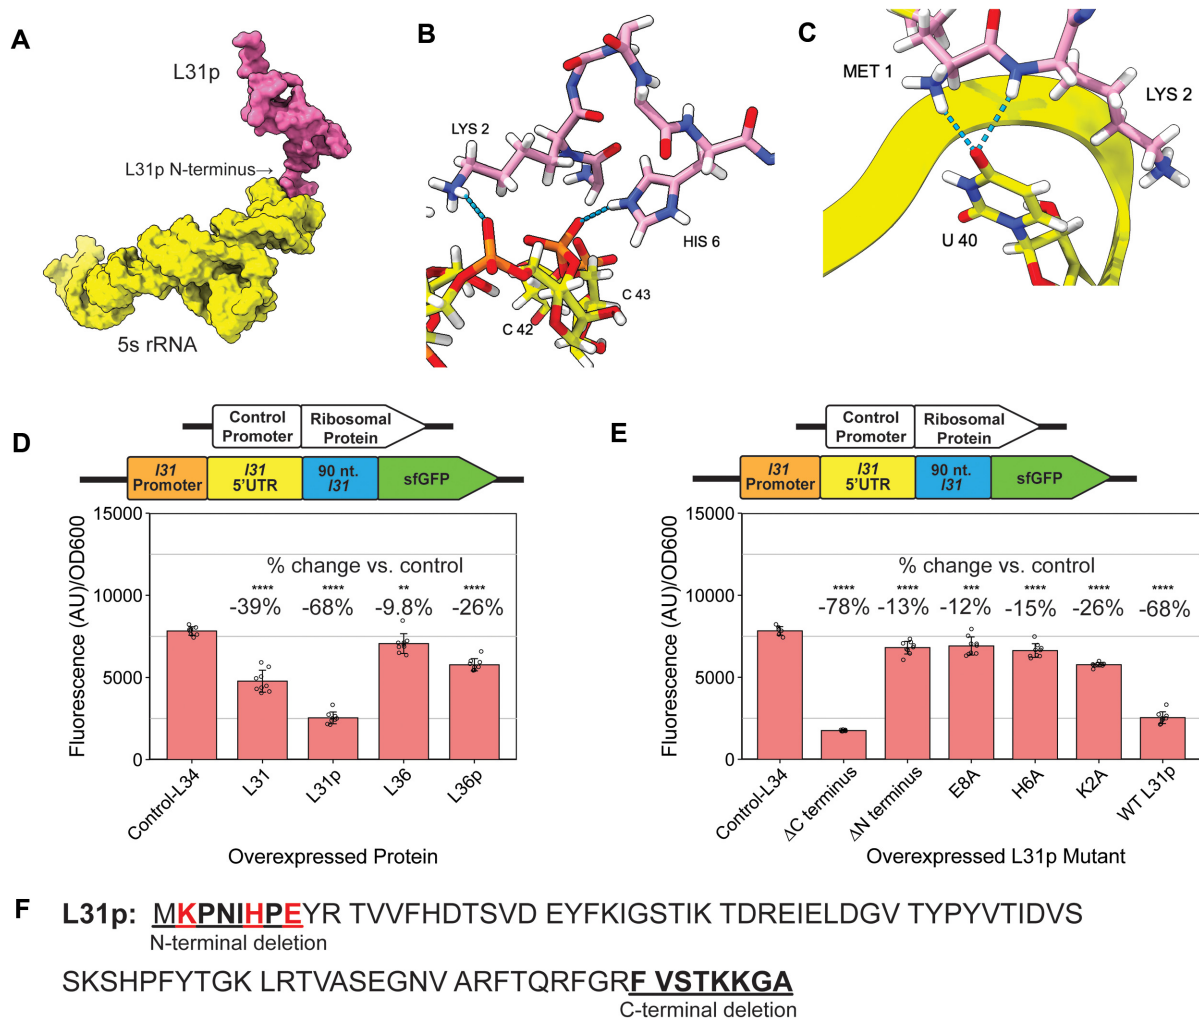 A
L31p
L31p N-terminus→
5s rRNA
B
LYS 2
HIS 6
C 43
C 42
C
MET 1
LYS 2
U 40
D
Control
Promoter
Ribosomal
Protein
l31
Promoter
l31
5'UTR
90 nt.
l31
sfGFP
Fluorescence (AU)/OD600
15000
10000
5000
0
% change vs. control
**** **** ** ****
-39% -68% -9.8% -26%
Control-L34
L31
L31p
L36
L36p
Overexpressed Protein
E
Control
Promoter
Ribosomal
Protein
l31
Promoter
l31
5'UTR
90 nt.
l31
sfGFP
Fluorescence (AU)/OD600
15000
10000
5000
0
% change vs. control
**** **** *** **** **** ****
-78% -13% -12% -15% -26% -68%
Control-L34
ΔC terminus
ΔN terminus
E8A
H6A
K2A
WT L31p
Overexpressed L31p Mutant
F
L31p: MKPNIHPEYR TVVFHDTSVD EYFKIGSTIK TDREIELDGV TYPYVTIDVS
N-terminal deletion
SKSHPFYTGK LRTVASEGNV ARFTQRFGRF VSTKKGA
C-terminal deletion